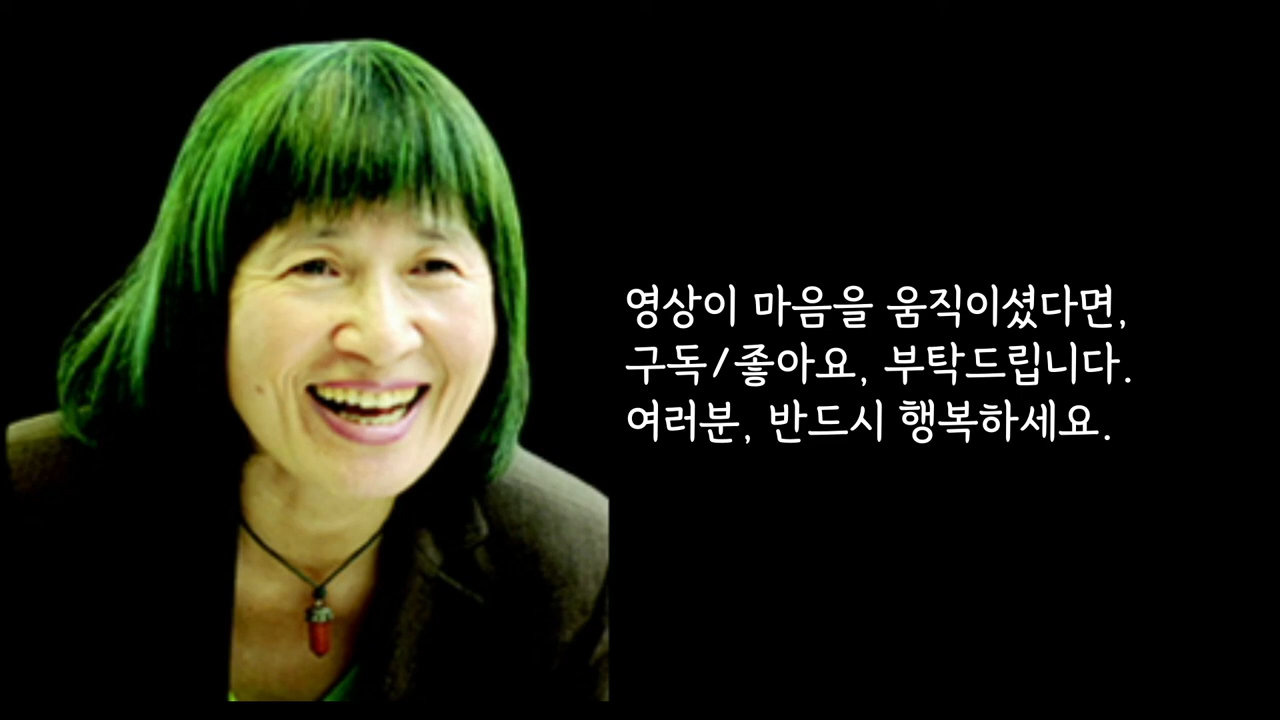 영상이 마음을 움직이셨다면,
구독/좋아요, 부탁드립니다.
여러분, 반드시 행복하세요.